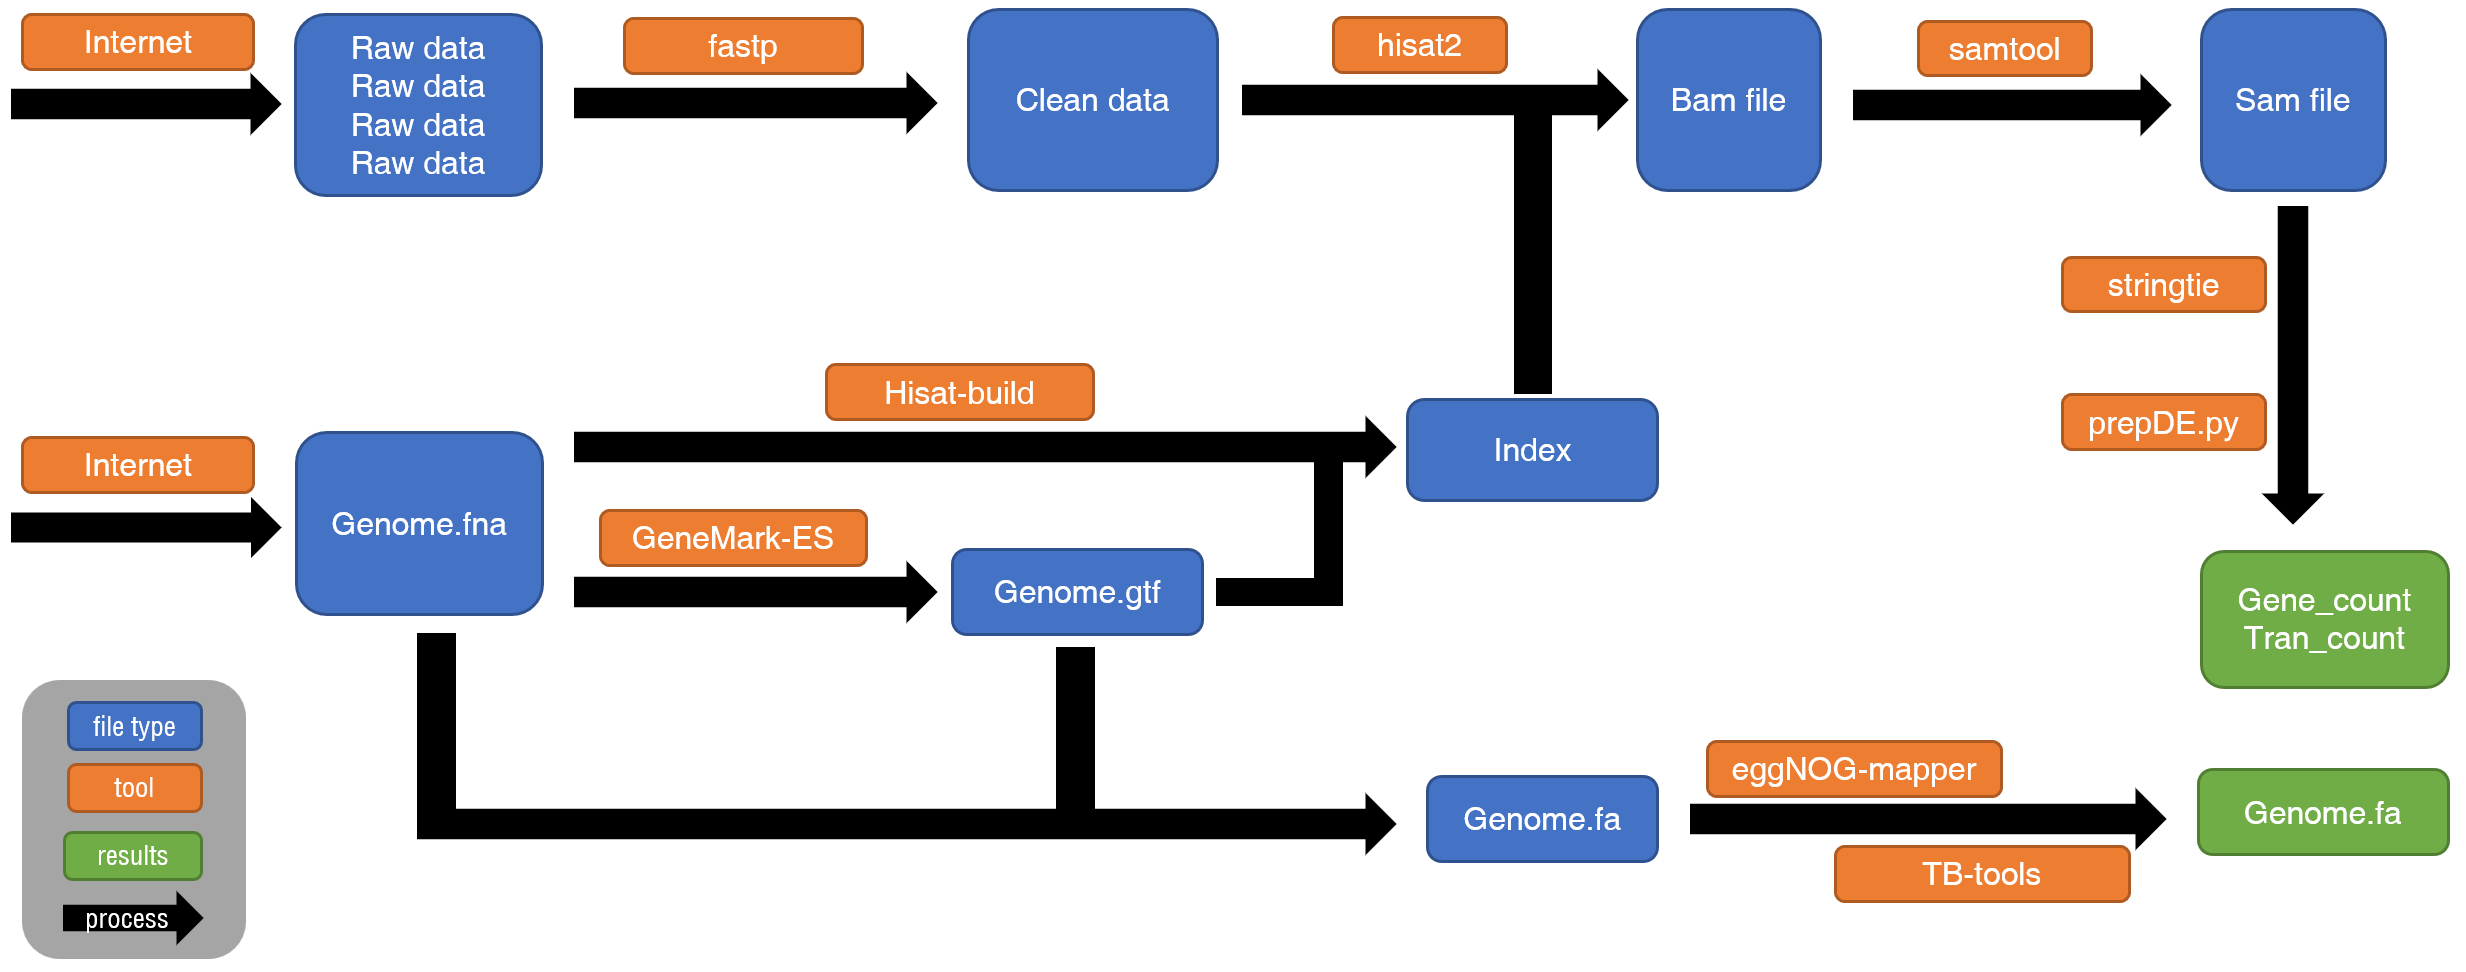 Internet
Raw data
Raw data
Raw data
Raw data
fastp
Clean data
hisat2
Bam file
samtool
Sam file
stringtie
prepDE.py
Gene_count
Tran_count
Internet
Genome.fna
Hisat-build
Index
GeneMark-ES
Genome.gtf
Genome.fa
eggNOG-mapper
TB-tools
Genome.fa
file type
tool
results
process